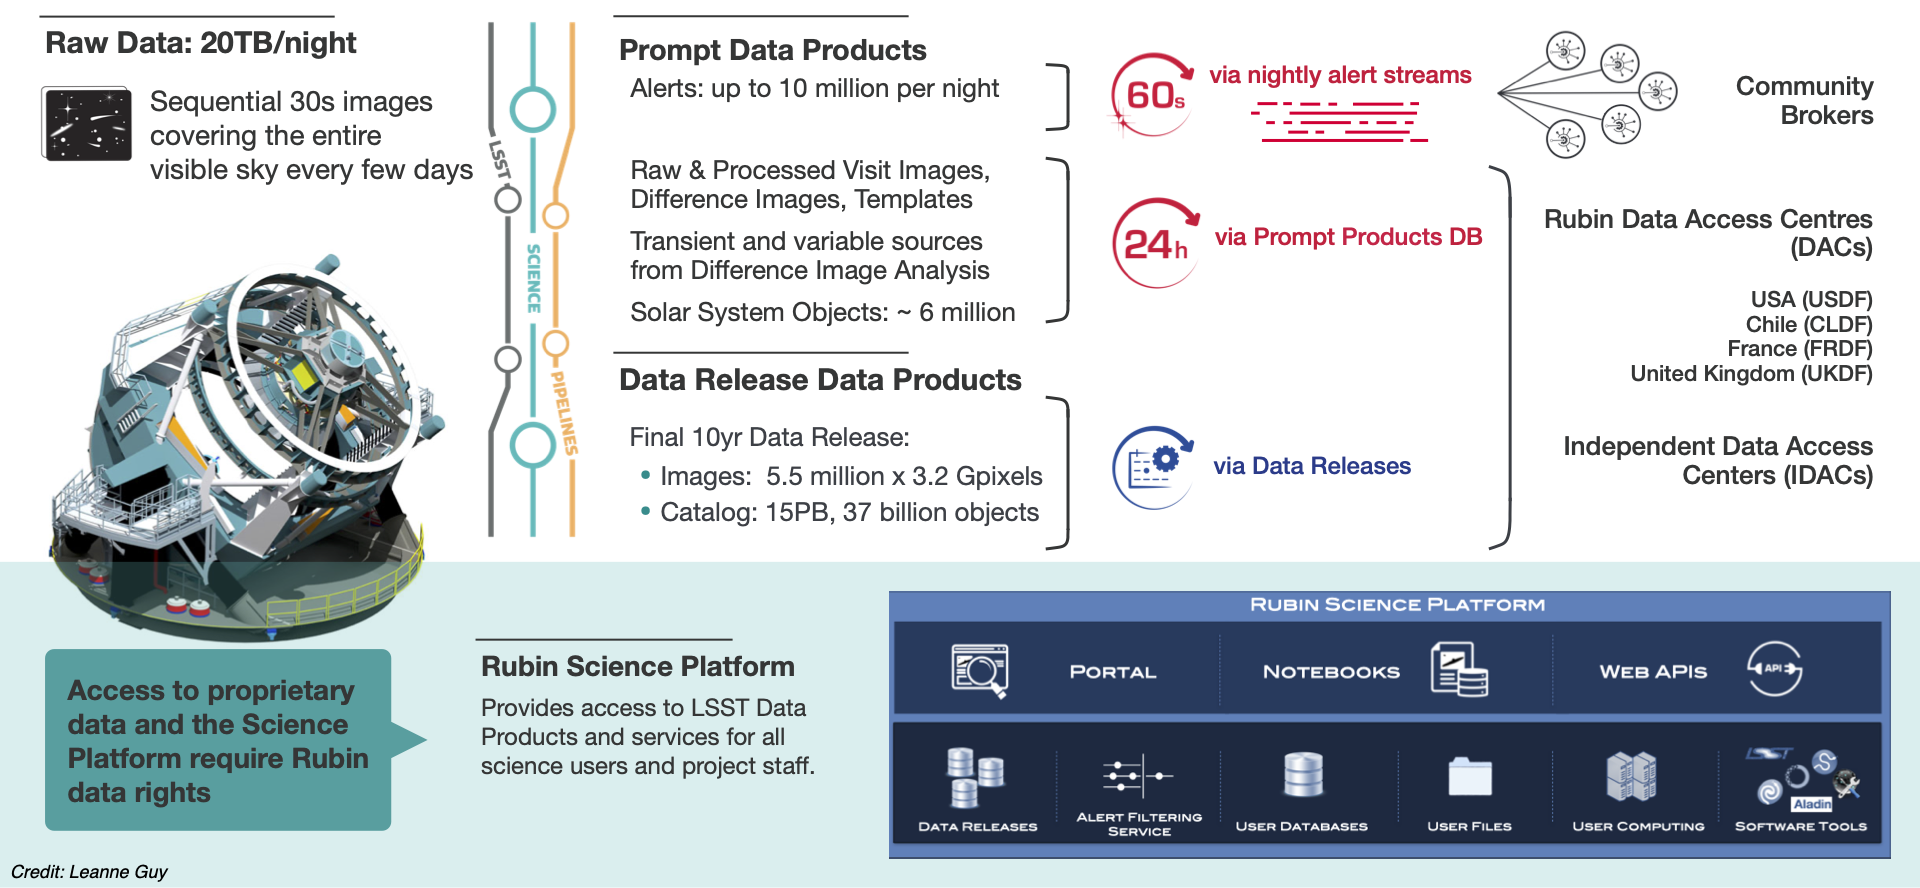 Raw Data: 20TB/night
Sequential 30s images
covering the entire
visible sky every few days
LSST
SCIENCE
PIPELINES
Prompt Data Products
Alerts: up to 10 million per night
Raw & Processed Visit Images,
Difference Images, Templates
Transient and variable sources
from Difference Image Analysis
Solar System Objects: ~ 6 million
Data Release Data Products
Final 10yr Data Release:
• Images: 5.5 million x 3.2 Gpixels
• Catalog: 15PB, 37 billion objects
60s
via nightly alert streams
24h
via Prompt Products DB
via Data Releases
Community
Brokers
Rubin Data Access Centres
(DACs)
USA (USDF)
Chile (CLDF)
France (FRDF)
United Kingdom (UKDF)
Independent Data Access
Centers (IDACs)
Access to proprietary
data and the Science
Platform require Rubin
data rights
Rubin Science Platform
Provides access to LSST Data
Products and services for all
science users and project staff.
RUBIN SCIENCE PLATFORM
PORTAL
NOTEBOOKS
WEB APIS
API
DATA RELEASES
ALERT FILTERING
SERVICE
USER DATABASES
USER FILES
USER COMPUTING
LSST
Aladin
SOFTWARE TOOLS
Credit: Leanne Guy